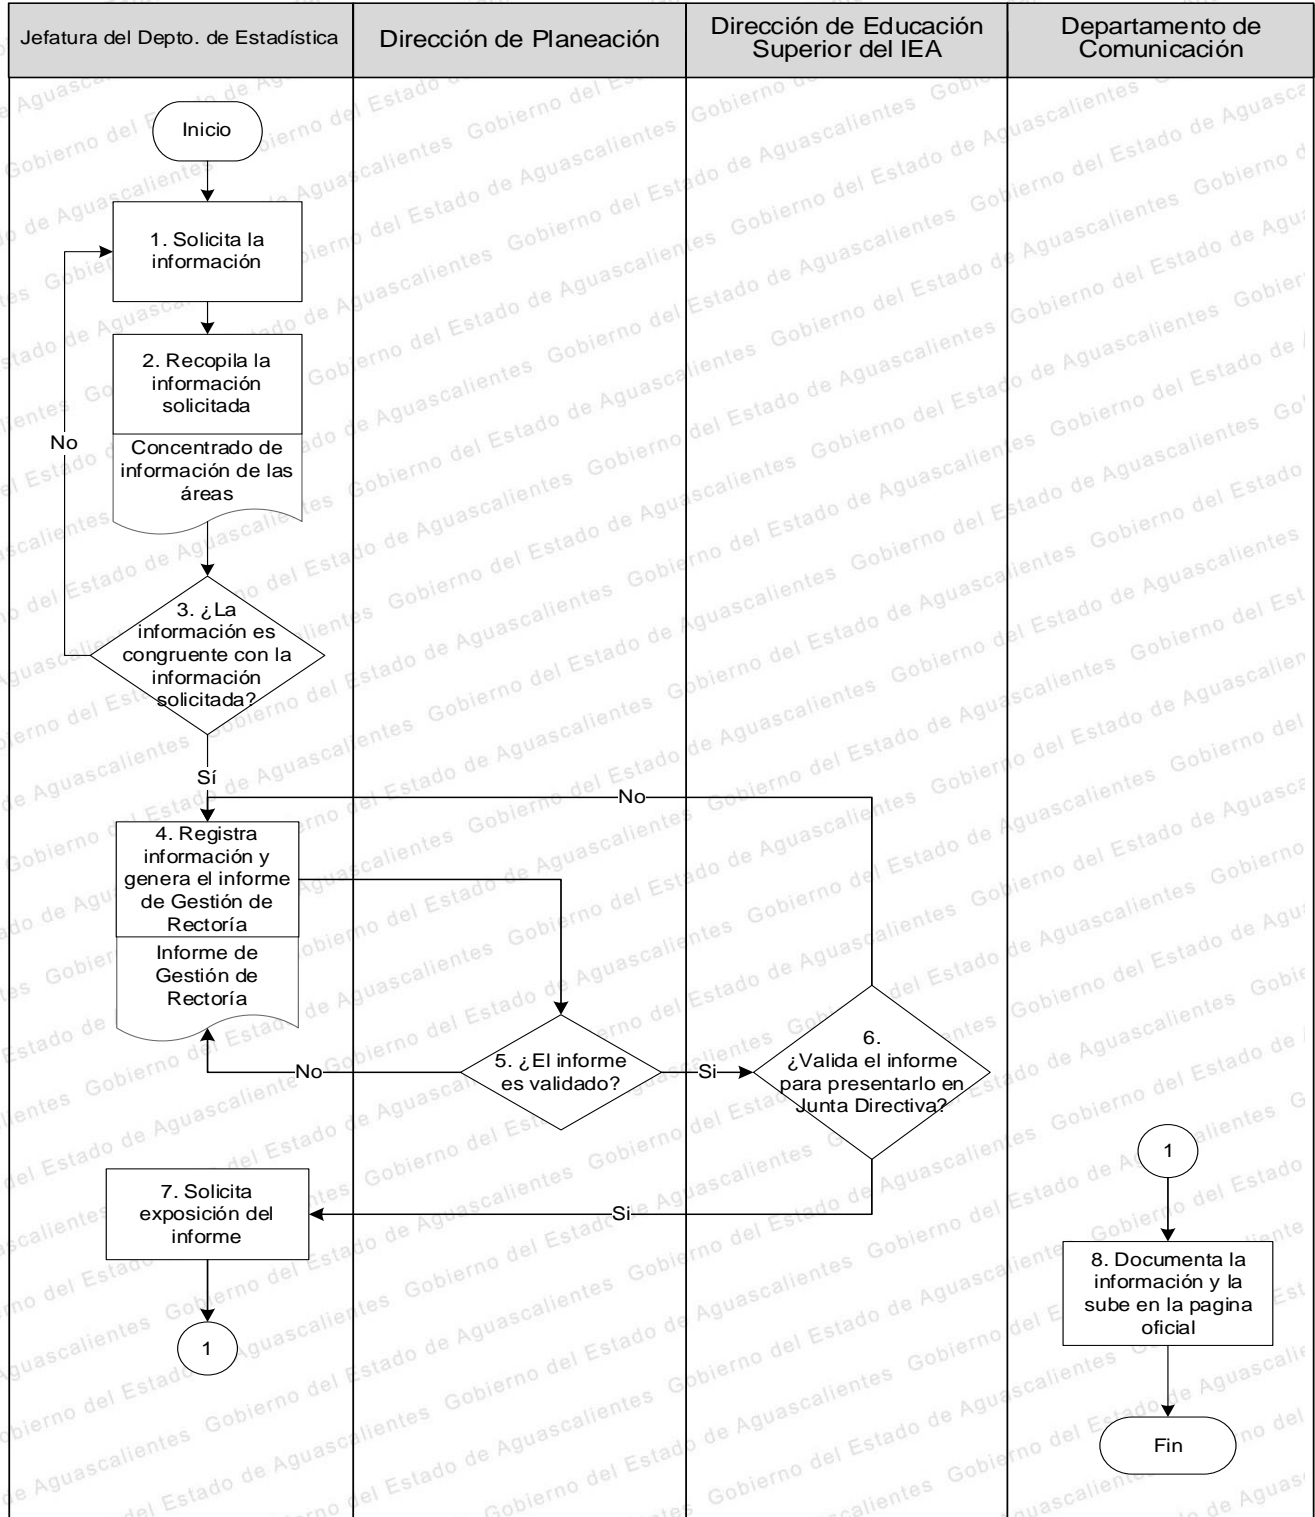 Jefatura del Depto. de Estadística
Dirección de Planeación
Dirección de Educación
Superior del IEA
Departamento de
Comunicación
Inicio
1. Solicita la
información
2. Recopila la
información
solicitada
Concentrado de
información de las
áreas
No
3. ¿La
información es
congruente con la
información
solicitada?
Sí
No
4. Registra
información y
genera el informe
de Gestión de
Rectoría
Informe de
Gestión de
Rectoría
No
5. ¿El informe
es validado?
Si
6.
¿Valida el informe
para presentarlo en
Junta Directiva?
7. Solicita
exposición del
informe
Si
1
1
8. Documenta la
información y la
sube en la pagina
oficial
Fin
Gobierno del Estado de Aguascalientes